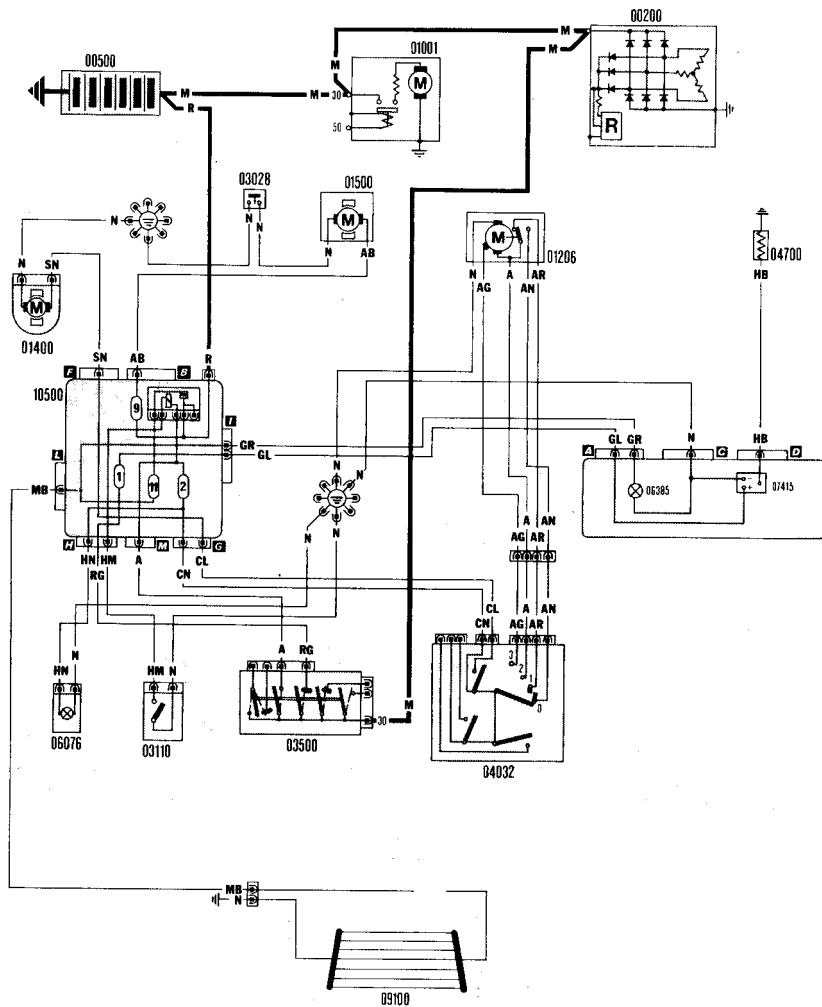 00200
01001
00500
M
M
M
M
M
M
30
50
R
R
03028
01500
M
N
N
N
N
AB
01206
M
N
AG
A
AN
AR
04700
HB
N
SN
M
01400
SN
AB
R
F
B
10500
9
I
GR
GL
L
MB
1
11
2
H
M
G
HN
HM
RG
A
CN
CL
N
N
N
N
A
GL
GR
N
C
HB
D
06385
07415
- +
AG
A
AR
AN
CL
CN
AG
A
AR
AN
3
2
1
0
04032
HN
N
06076
HM
N
03110
A
RG
30
M
03500
MB
N
09100